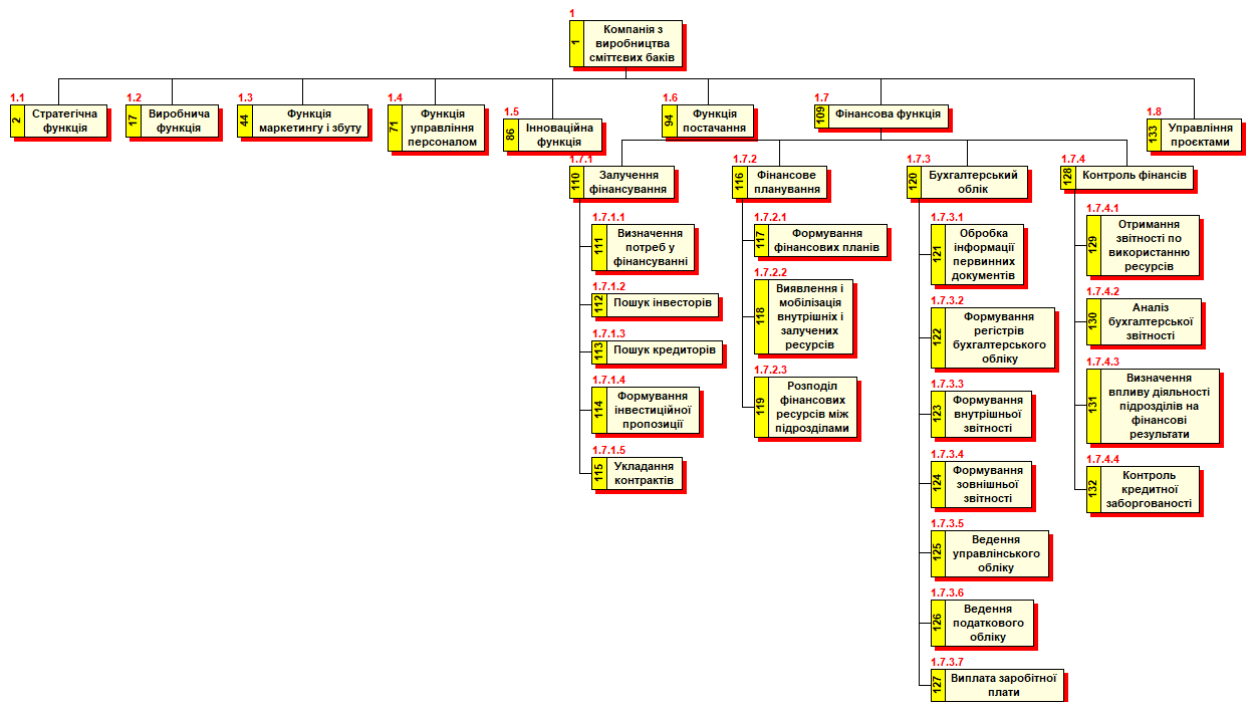 1
1
Компанія з
виробництва
сміттєвих баків
1.1
2
Стратегічна
функція
1.2
17
Виробнича
функція
1.3
44
Функція
маркетингу і збуту
1.4
71
Функція
управління
персоналом
1.5
86
Інноваційна
функція
1.6
94
Функція
постачання
1.7
109
Фінансова функція
1.8
133
Управління
проєктами
1.7.1
110
Залучення
фінансування
1.7.1.1
111
Визначення
потреб у
фінансуванні
1.7.1.2
112
Пошук інвесторів
1.7.1.3
113
Пошук кредиторів
1.7.1.4
114
Формування
інвестиційної
пропозиції
1.7.1.5
115
Укладання
контрактів
1.7.2
116
Фінансове
планування
1.7.2.1
117
Формування
фінансових планів
1.7.2.2
118
Виявлення і
мобілізація
внутрішніх і
залучених
ресурсів
1.7.2.3
119
Розподіл
фінансових
ресурсів між
підрозділами
1.7.3
120
Бухгалтерський
облік
1.7.3.1
121
Обробка
інформації
первинних
документів
1.7.3.2
122
Формування
регістрів
бухгалтерського
обліку
1.7.3.3
123
Формування
внутрішньої
звітності
1.7.3.4
124
Формування
зовнішньої
звітності
1.7.3.5
125
Ведення
управлінського
обліку
1.7.3.6
126
Ведення
податкового
обліку
1.7.3.7
127
Виплата заробітної
плати
1.7.4
128
Контроль фінансів
1.7.4.1
129
Отримання
звітності по
використанню
ресурсів
1.7.4.2
130
Аналіз
бухгалтерської
звітності
1.7.4.3
131
Визначення
впливу діяльності
підрозділів на
фінансові
результати
1.7.4.4
132
Контроль
кредитної
заборгованості